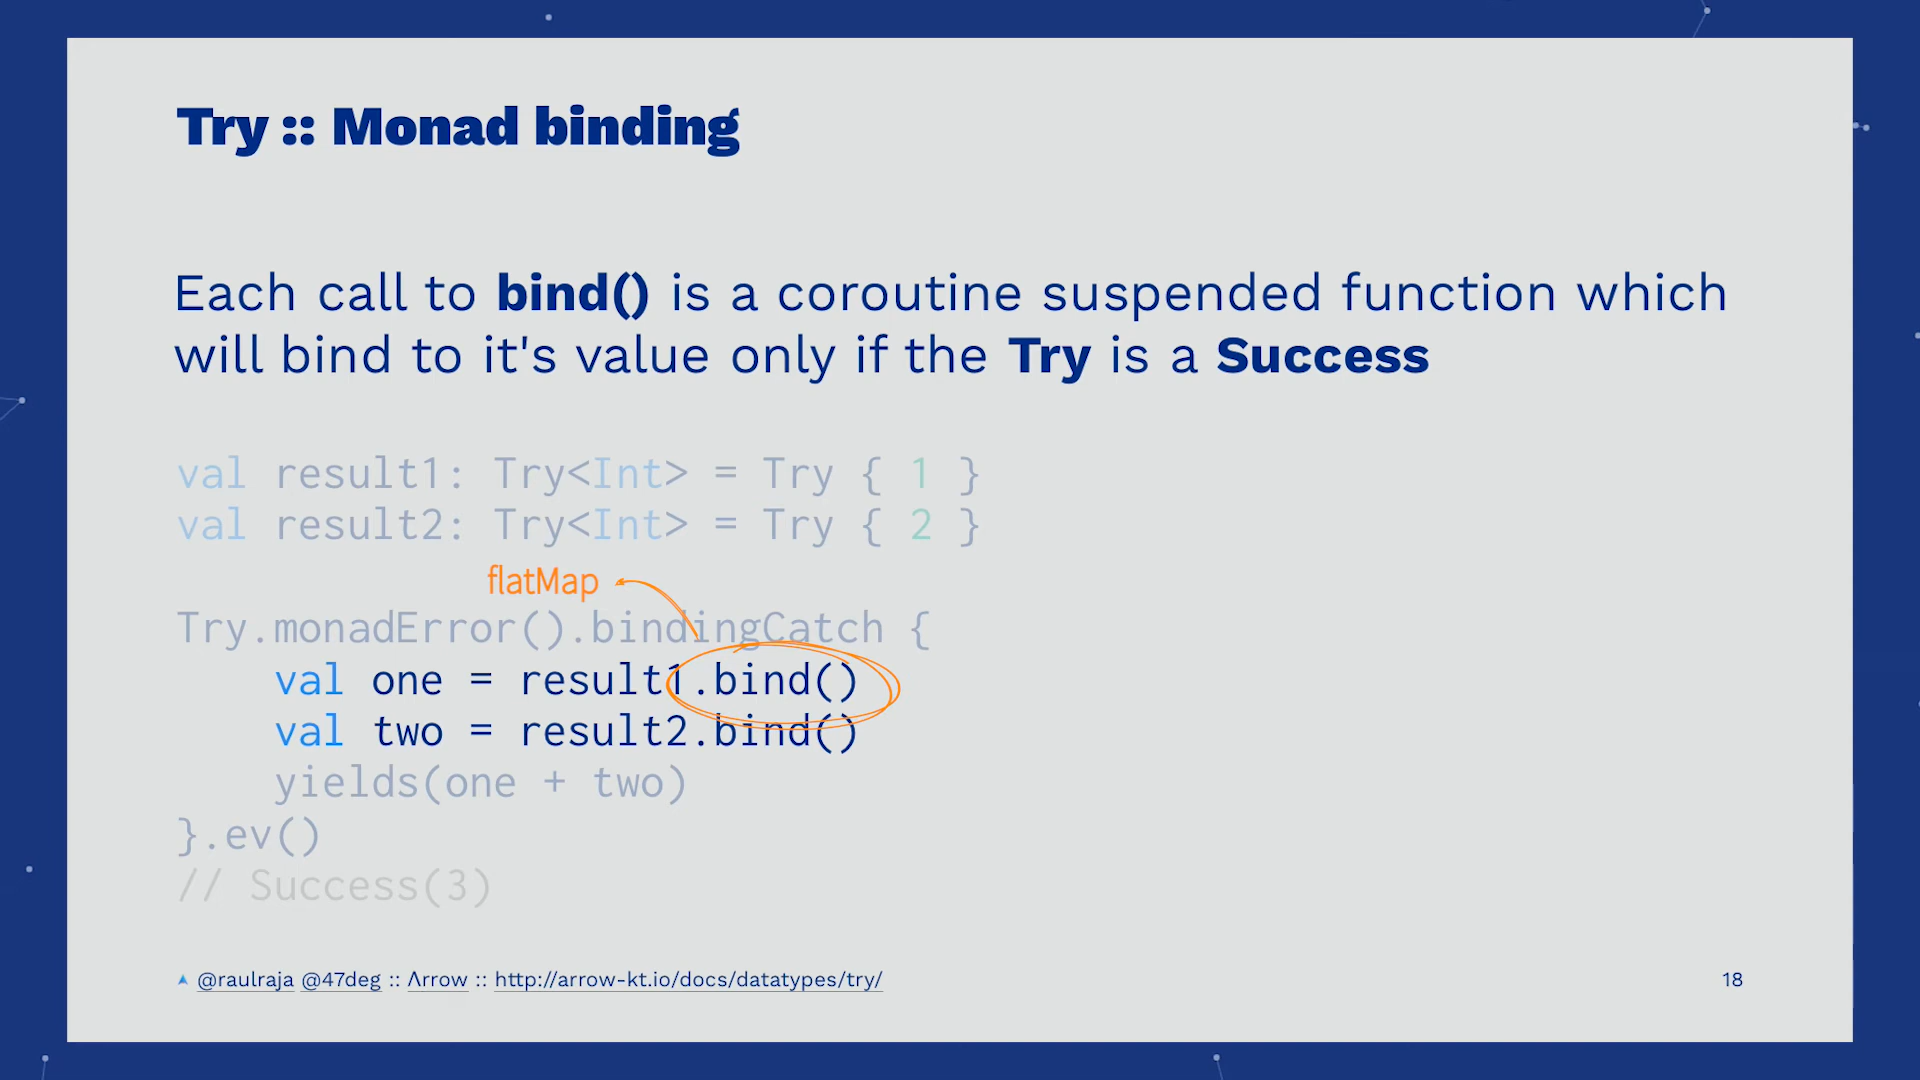 Try :: Monad binding
Each call to bind() is a coroutine suspended function which
will bind to it's value only if the Try is a Success
val result1: Try<Int> = Try { 1 }
val result2: Try<Int> = Try { 2 }
flatMap
Try.monadError().bindingCatch {
    val one = result1.bind()
    val two = result2.bind()
    yields(one + two)
}.ev()
// Success(3)
@raulraja @47deg :: Λrrow :: http://arrow-kt.io/docs/datatypes/try/
18